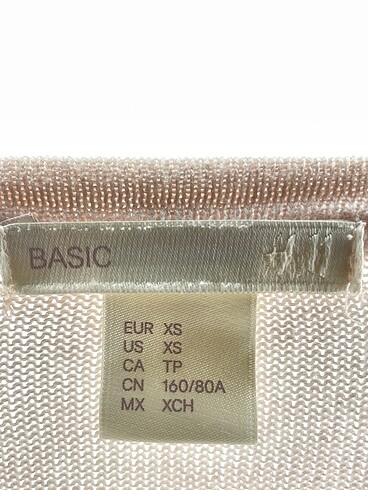 BASIC
EUR XS
US XS
CA TP
CN 160/80A
MX XCH